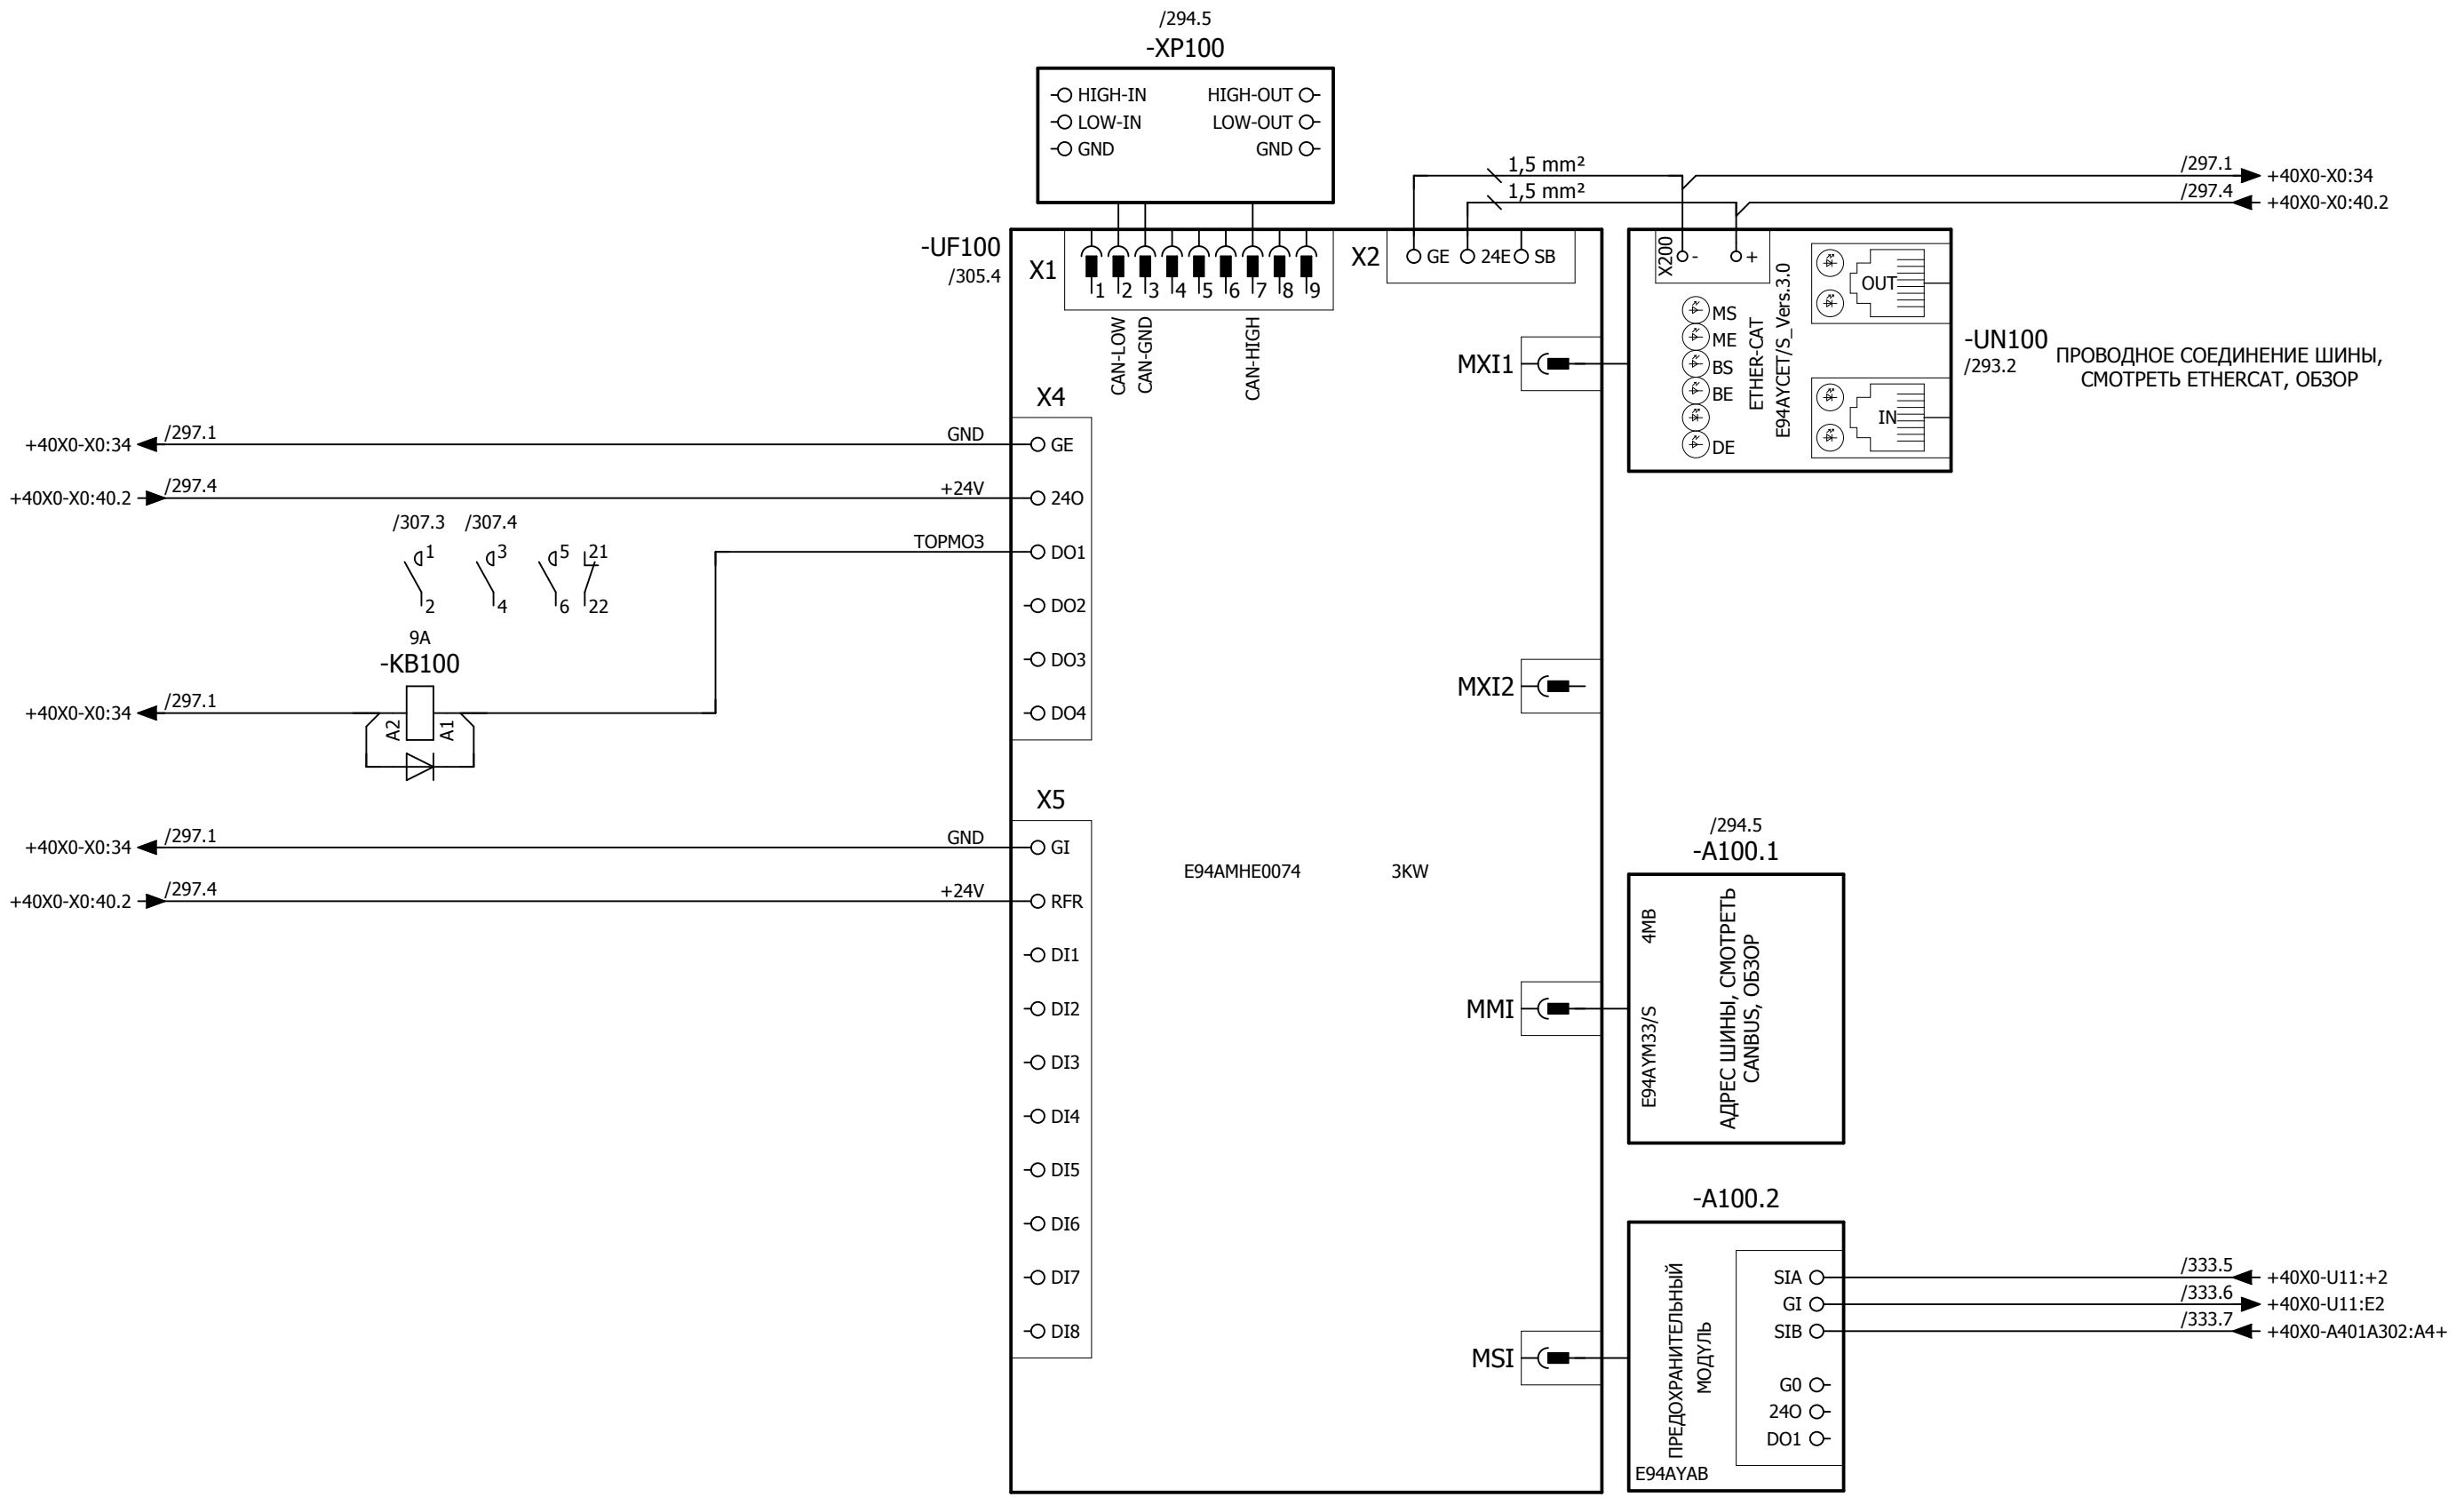 /294.5
-XP100
HIGH-IN HIGH-OUT
LOW-IN LOW-OUT
GND GND
1,5 mm²
/297.1
+40X0-X0:34
1,5 mm²
/297.4
+40X0-X0:40.2
-UF100
/305.4
X1
1 2 3 4 5 6 7 8 9
CAN-LOW
CAN-GND
CAN-HIGH
X2
GE 24E SB
X200
- +
MS
ME
BS
BE
DE
ETHER-CAT
E94AYCET/S_Vers.3.0
OUT
IN
-UN100
/293.2
ПРОВОДНОЕ СОЕДИНЕНИЕ ШИНЫ,
СМОТРЕТЬ ETHERCAT, ОБЗОР
MXI1
X4
+40X0-X0:34
/297.1
GND
GE
+40X0-X0:40.2
/297.4
+24V
24O
/307.3 /307.4
1 3 5 21
2 4 6 22
ТОРМОЗ
DO1
DO2
DO3
DO4
9A
-KB100
+40X0-X0:34
/297.1
A2
A1
MXI2
X5
+40X0-X0:34
/297.1
GND
GI
+40X0-X0:40.2
/297.4
+24V
RFR
DI1
DI2
DI3
DI4
DI5
DI6
DI7
DI8
E94AMHE0074 3KW
MMI
/294.5
-A100.1
4MB
E94AYM33/S
АДРЕС ШИНЫ, СМОТРЕТЬ
CANBUS, ОБЗОР
MSI
-A100.2
ПРЕДОХРАНИТЕЛЬНЫЙ
МОДУЛЬ
E94AYAB
SIA
/333.5
+40X0-U11:+2
GI
/333.6
+40X0-U11:E2
SIB
/333.7
+40X0-A401A302:A4+
G0
24O
DO1